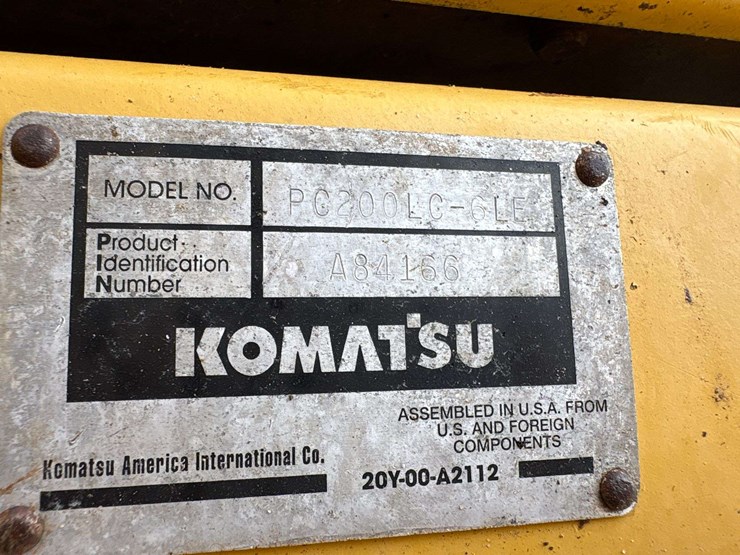 MODEL NO. PC200LC-6LE
Product
Identification
Number
A84166
KOMATSU
ASSEMBLED IN U.S.A. FROM
U.S. AND FOREIGN
COMPONENTS
Komatsu America International Co.
20Y-00-A2112